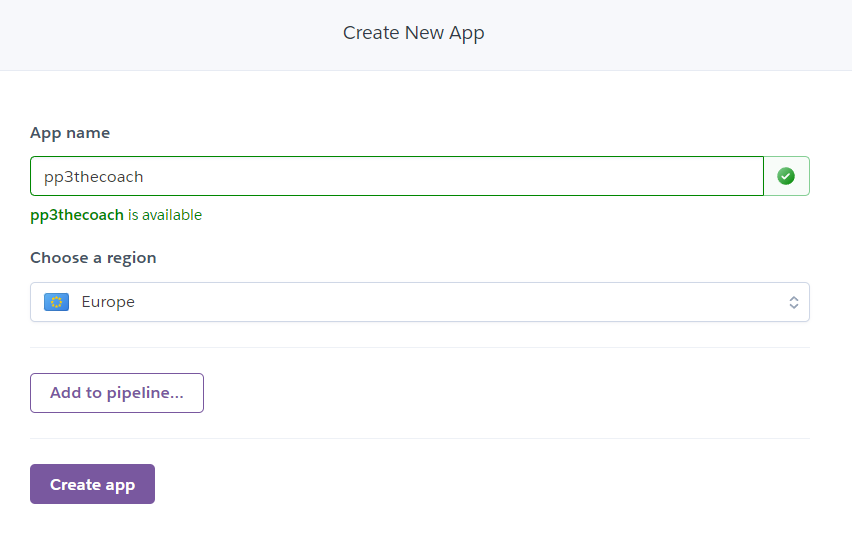 Create New App
App name
pp3thecoach
pp3thecoach is available
Choose a region
Europe
Add to pipeline...
Create app